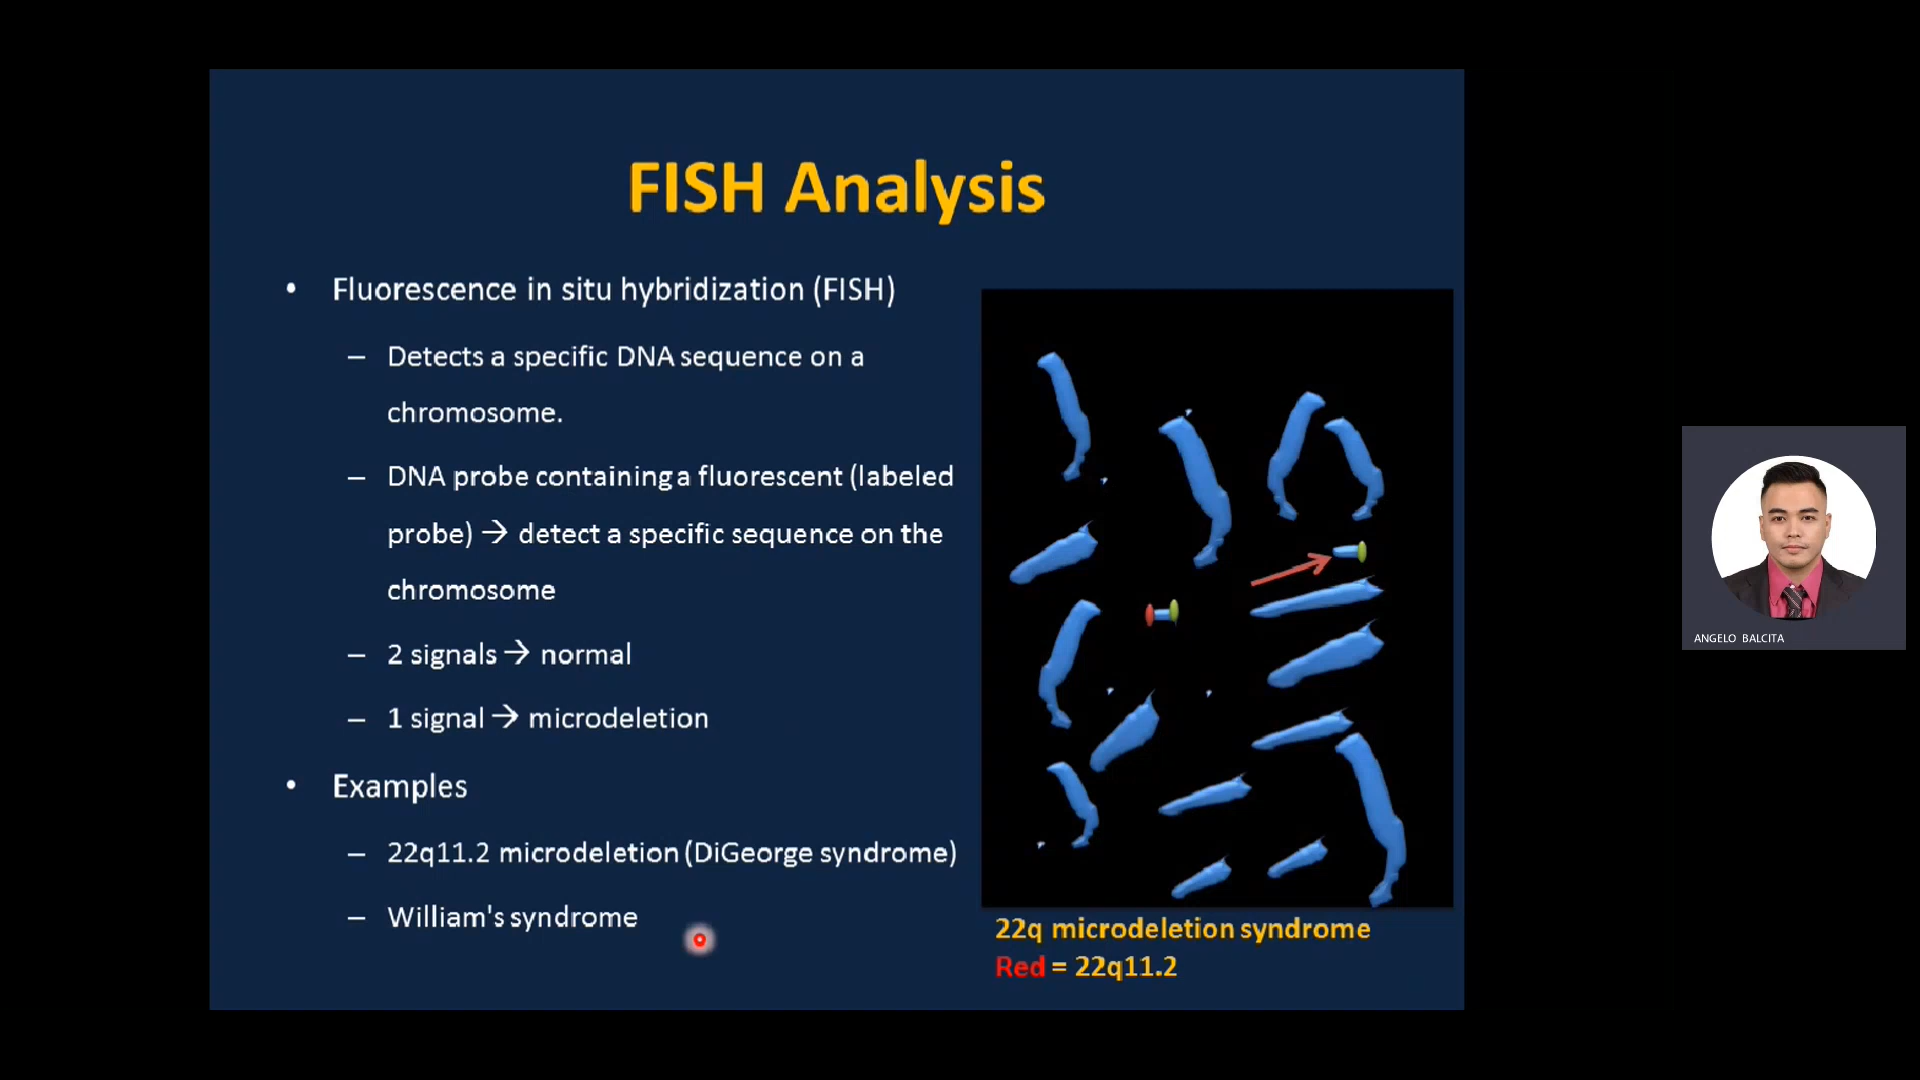 FISH Analysis
• Fluorescence in situ hybridization (FISH)
– Detects a specific DNA sequence on a
chromosome.
– DNA probe containing a fluorescent (labeled
probe) → detect a specific sequence on the
chromosome
– 2 signals → normal
– 1 signal → microdeletion
• Examples
– 22q11.2 microdeletion (DiGeorge syndrome)
– William's syndrome
22q microdeletion syndrome
Red = 22q11.2
ANGELO BALCITA